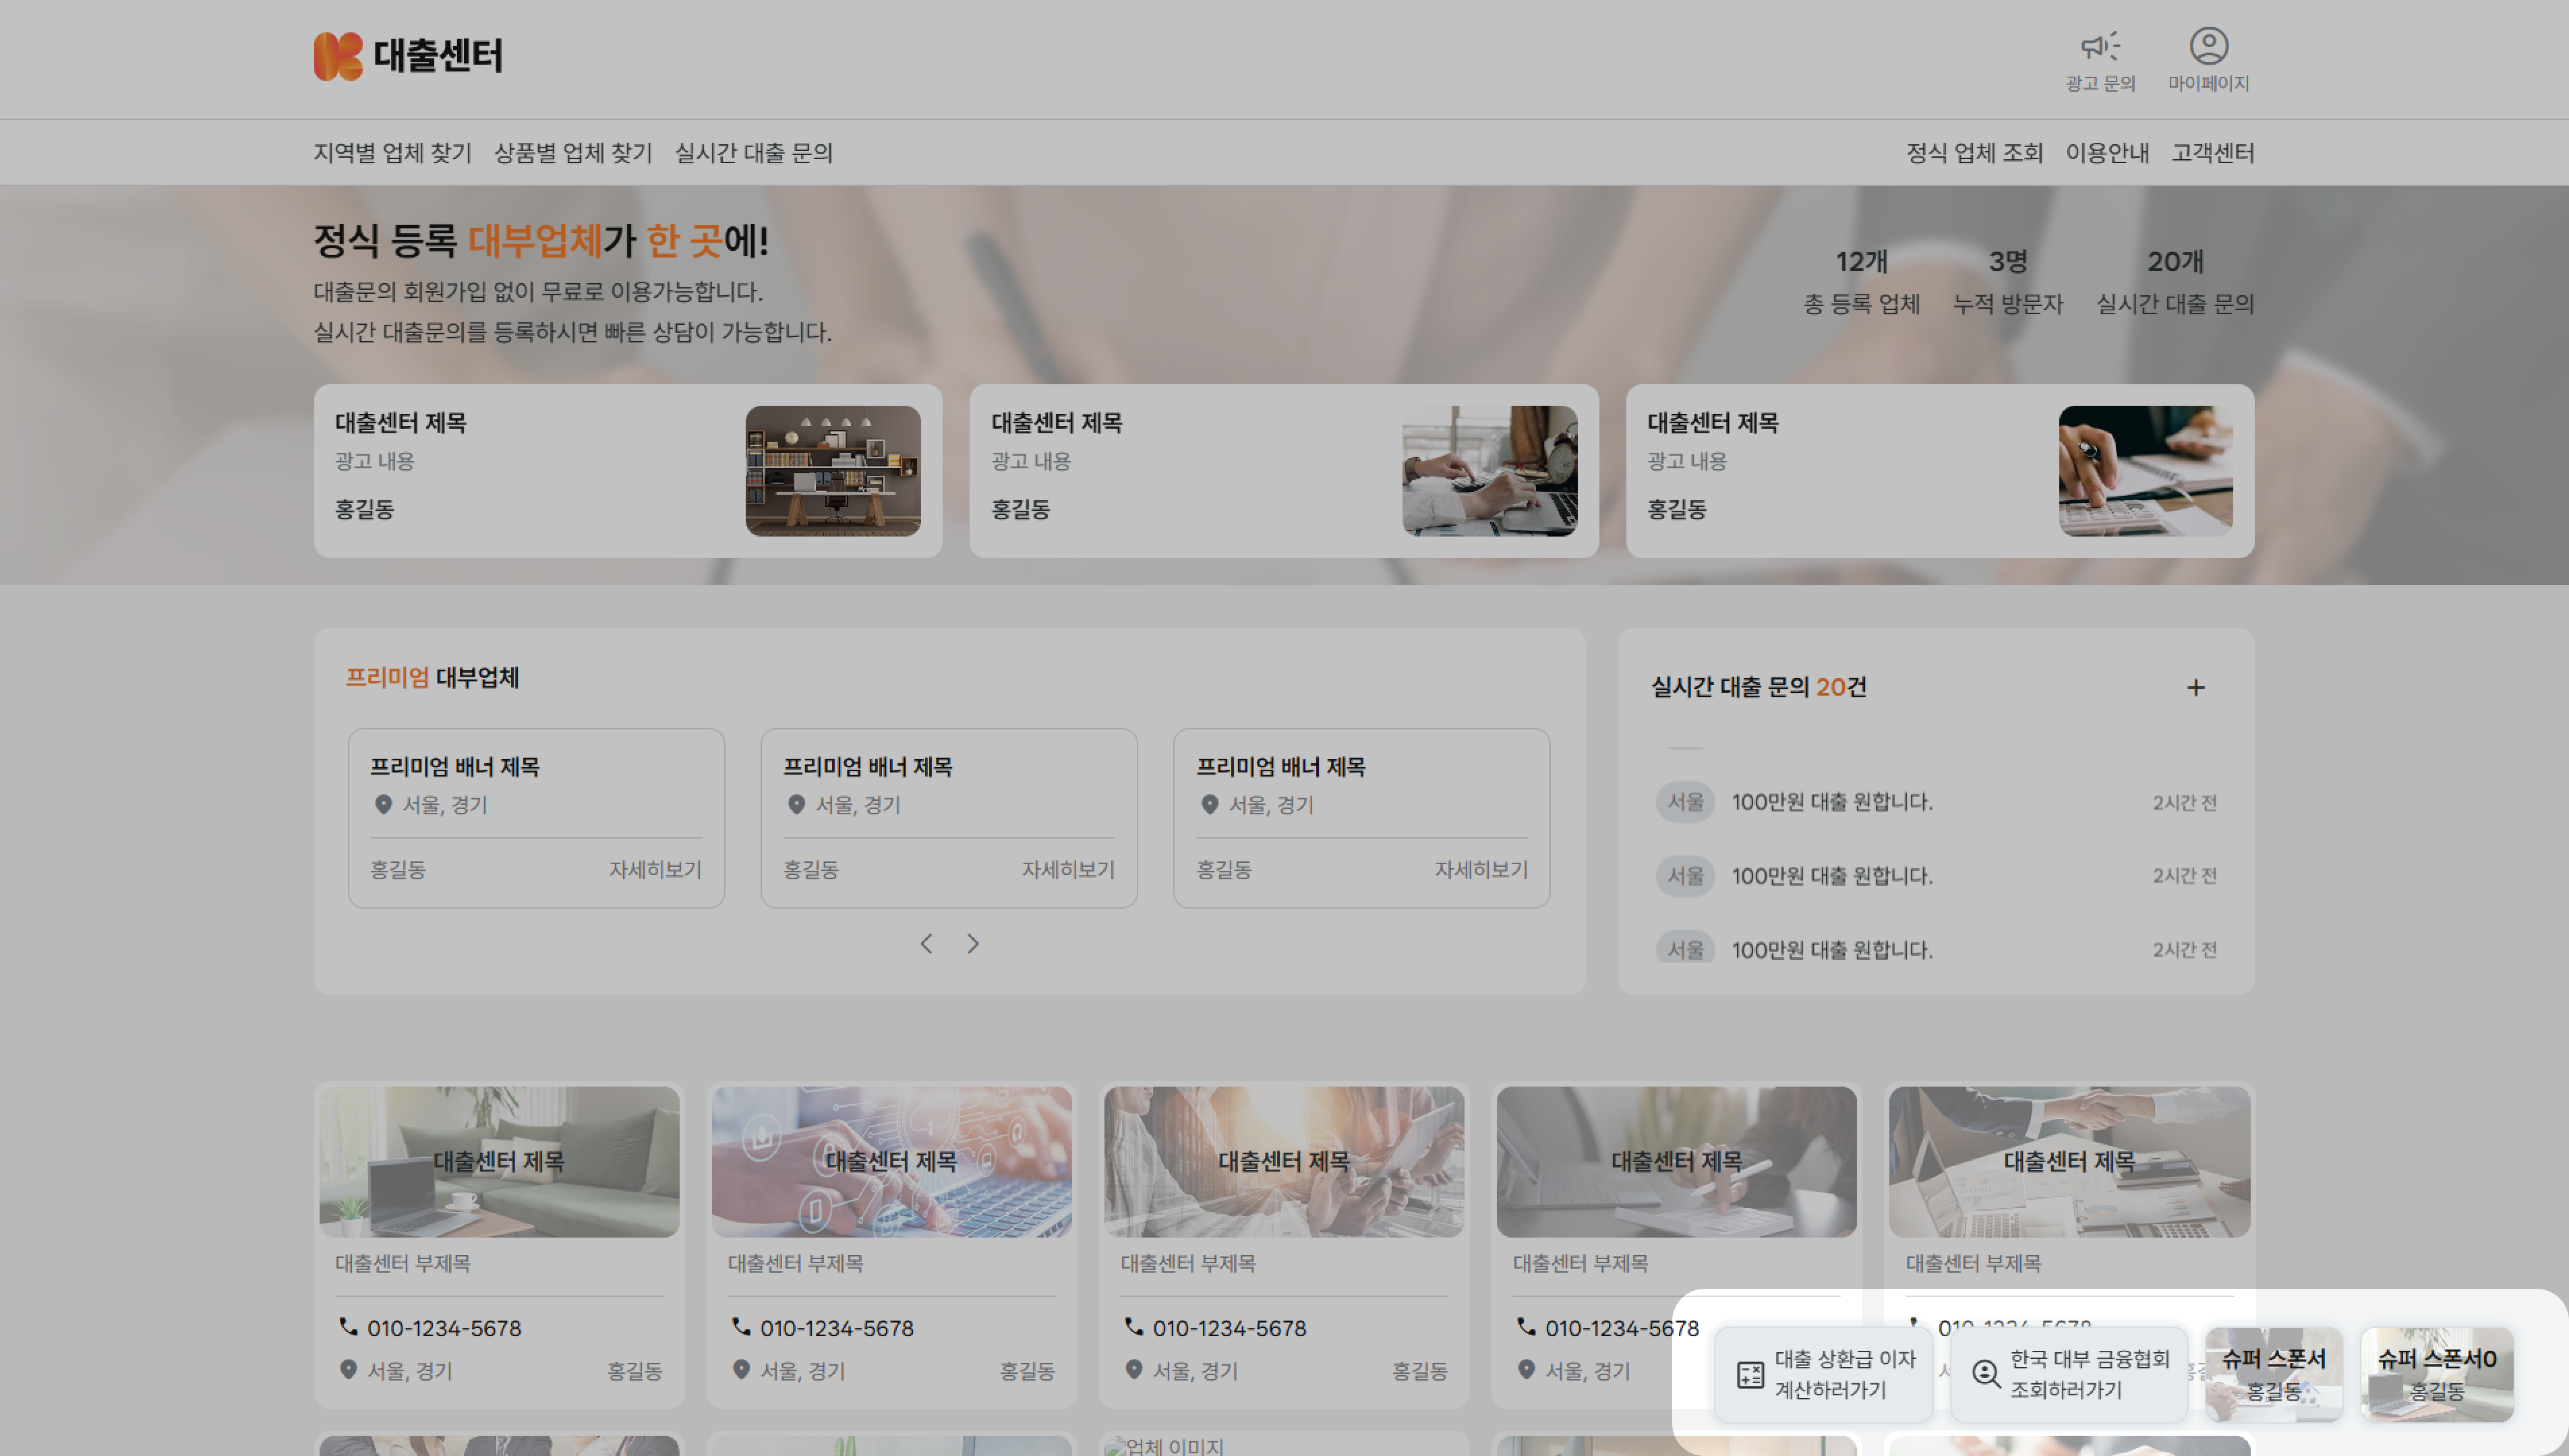 대출센터
광고 문의
마이페이지
지역별 업체 찾기
상품별 업체 찾기
실시간 대출 문의
정식 업체 조회
이용안내
고객센터
정식 등록 대부업체가 한 곳에!
대출문의 회원가입 없이 무료로 이용가능합니다.
실시간 대출문의를 등록하시면 빠른 상담이 가능합니다.
12개
총 등록 업체
3명
누적 방문자
20개
실시간 대출 문의
대출센터 제목
광고 내용
홍길동
대출센터 제목
광고 내용
홍길동
대출센터 제목
광고 내용
홍길동
프리미엄 대부업체
프리미엄 배너 제목
서울, 경기
홍길동
자세히보기
프리미엄 배너 제목
서울, 경기
홍길동
자세히보기
프리미엄 배너 제목
서울, 경기
홍길동
자세히보기
실시간 대출 문의 20건
서울 100만원 대출 원합니다. 2시간 전
서울 100만원 대출 원합니다. 2시간 전
서울 100만원 대출 원합니다. 2시간 전
대출센터 제목
대출센터 부제목
010-1234-5678
서울, 경기 홍길동
대출센터 제목
대출센터 부제목
010-1234-5678
서울, 경기 홍길동
대출센터 제목
대출센터 부제목
010-1234-5678
서울, 경기 홍길동
대출센터 제목
대출센터 부제목
010-1234-5678
서울, 경기
대출센터 제목
대출센터 부제목
010-1234-5678
업체 이미지
대출 상환급 이자
계산하러가기
한국 대부 금융협회
조회하러가기
슈퍼 스폰서
홍길동
슈퍼 스폰서0
홍길동